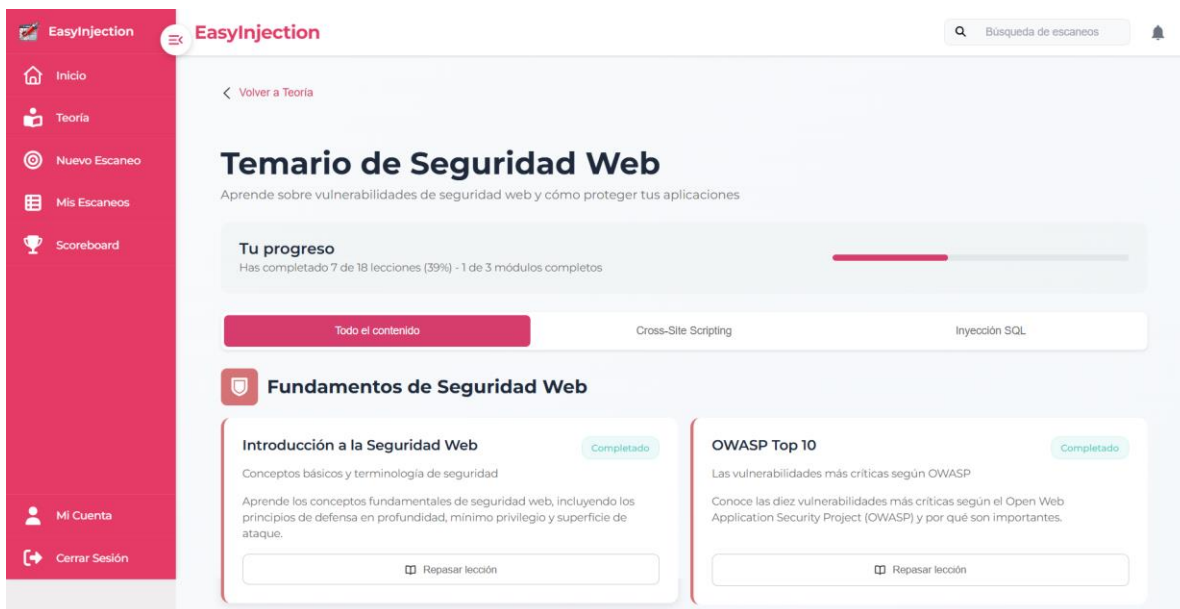 EasyInjection
EasyInjection
Búsqueda de escaneos
Inicio
Teoría
Nuevo Escaneo
Mis Escaneos
Scoreboard
Mi Cuenta
Cerrar Sesión
Volver a Teoría
Temario de Seguridad Web
Aprende sobre vulnerabilidades de seguridad web y cómo proteger tus aplicaciones
Tu progreso
Has completado 7 de 18 lecciones (39%) - 1 de 3 módulos completos
Todo el contenido
Cross-Site Scripting
Inyección SQL
Fundamentos de Seguridad Web
Introducción a la Seguridad Web
Completado
Conceptos básicos y terminología de seguridad
Aprende los conceptos fundamentales de seguridad web, incluyendo los
principios de defensa en profundidad, mínimo privilegio y superficie de
ataque.
Repasar lección
OWASP Top 10
Completado
Las vulnerabilidades más críticas según OWASP
Conoce las diez vulnerabilidades más críticas según el Open Web
Application Security Project (OWASP) y por qué son importantes.
Repasar lección